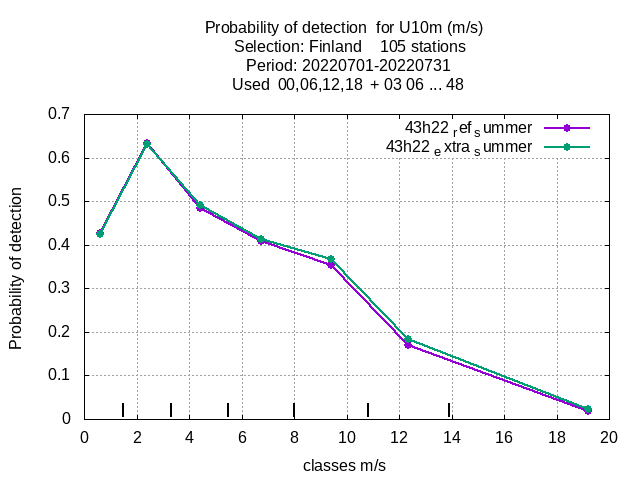 Probability of detection  for U10m (m/s)
Selection: Finland    105 stations
Period: 20220701-20220731
Used  00,06,12,18  + 03 06 ... 48
43h22 ref summer
43h22 extra summer
Probability of detection
0.7
0.6
0.5
0.4
0.3
0.2
0.1
0
0 2 4 6 8 10 12 14 16 18 20
classes m/s